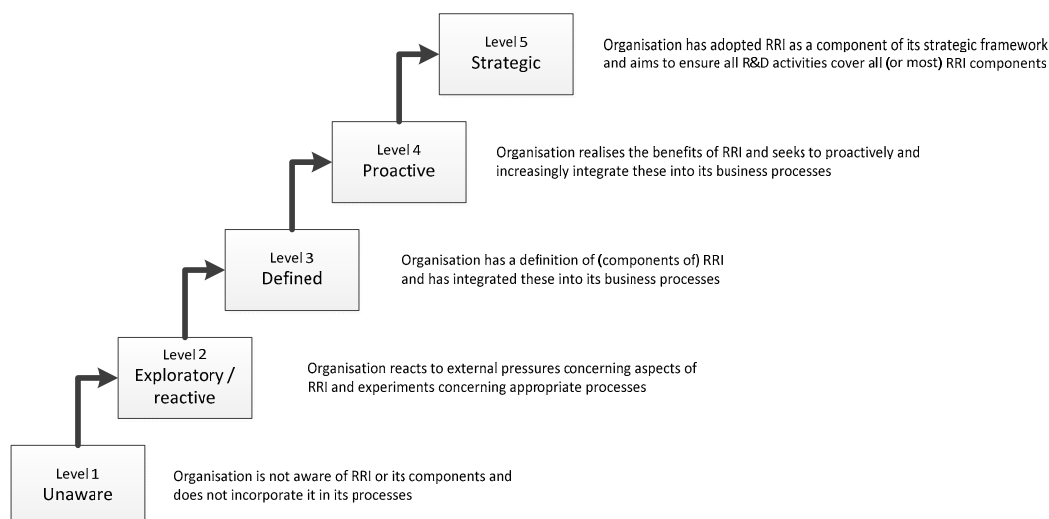 Level 5
Strategic
Organisation has adopted RRI as a component of its strategic framework
and aims to ensure all R&D activities cover all (or most) RRI components
Level 4
Proactive
Organisation realises the benefits of RRI and seeks to proactively and
increasingly integrate these into its business processes
Level 3
Defined
Organisation has a definition of (components of) RRI
and has integrated these into its business processes
Level 2
Exploratory /
reactive
Organisation reacts to external pressures concerning aspects of
RRI and experiments concerning appropriate processes
Level 1
Unaware
Organisation is not aware of RRI or its components and
does not incorporate it in its processes